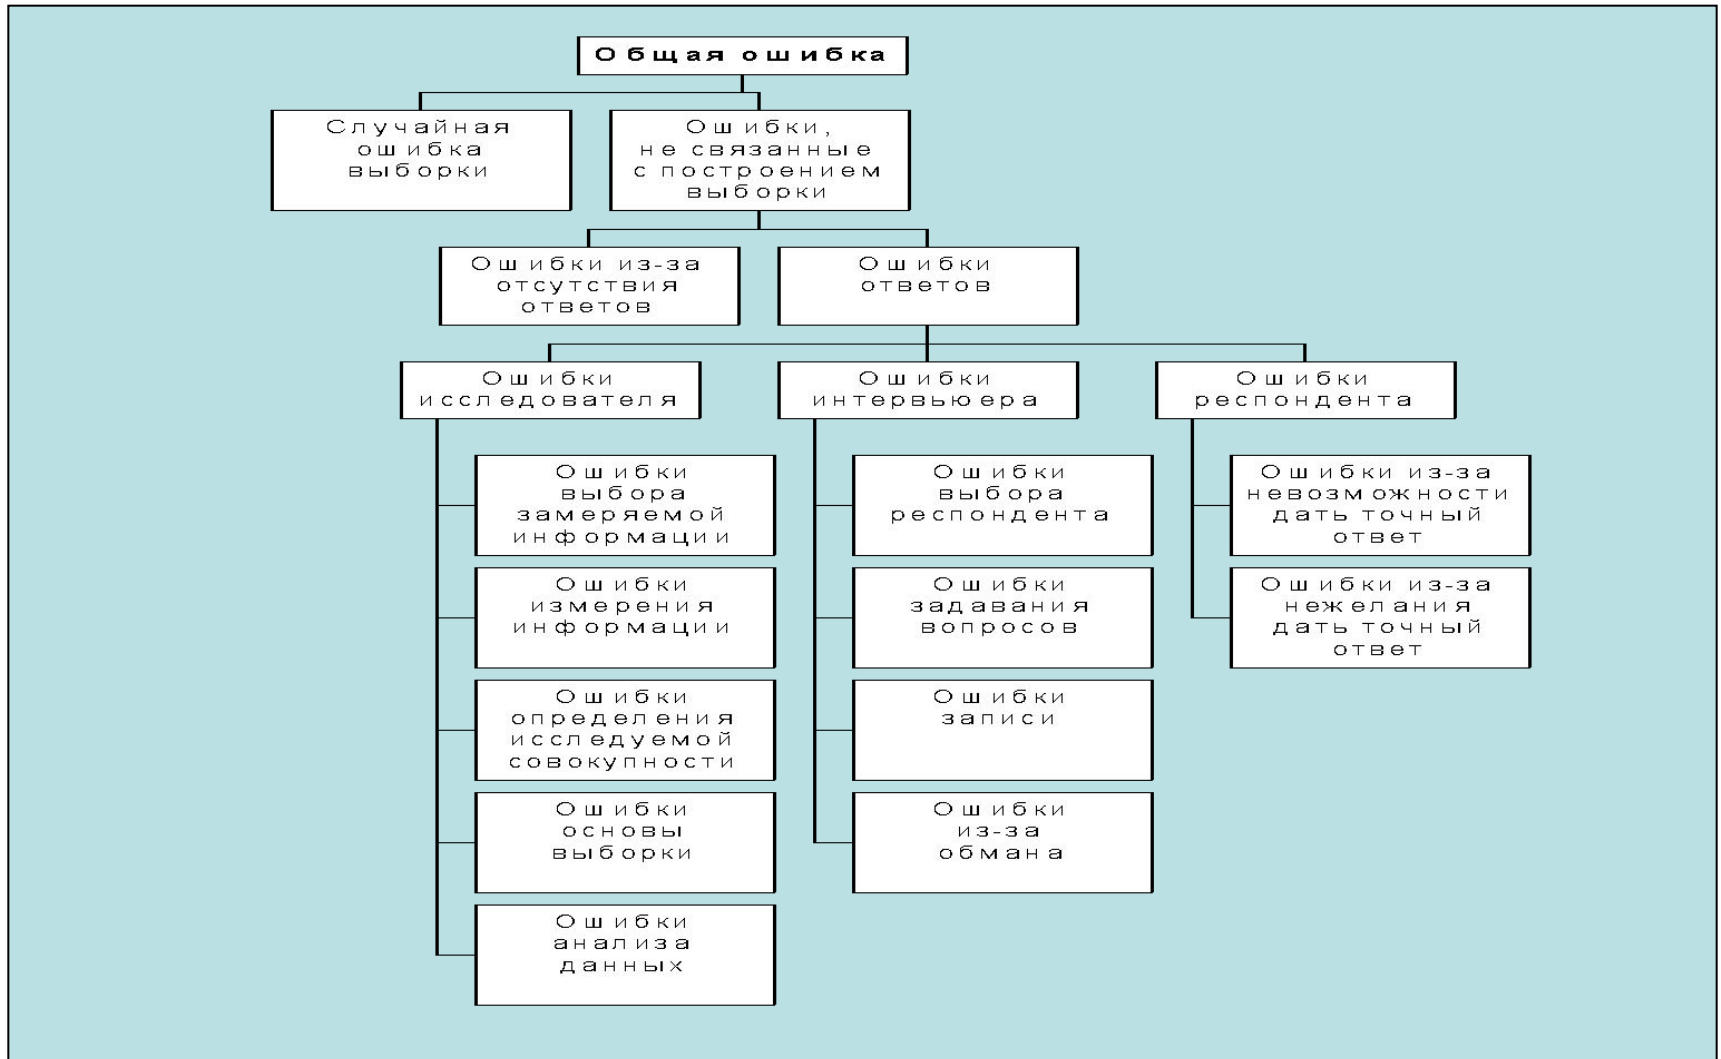 Общая ошибка
Случайная
ошибка
выборки
Ошибки,
не связанные
с построением
выборки
Ошибки из-за
отсутствия
ответов
Ошибки
ответов
Ошибки
исследователя
Ошибки
интервьюера
Ошибки
респондента
Ошибки
выбора
замеряемой
информации
Ошибки
измерения
информации
Ошибки
определения
исследуемой
совокупности
Ошибки
основы
выборки
Ошибки
анализа
данных
Ошибки
выбора
респондента
Ошибки
задавания
вопросов
Ошибки
записи
Ошибки
из-за
обмана
Ошибки из-за
невозможности
дать точный
ответ
Ошибки из-за
нежелания
дать точный
ответ